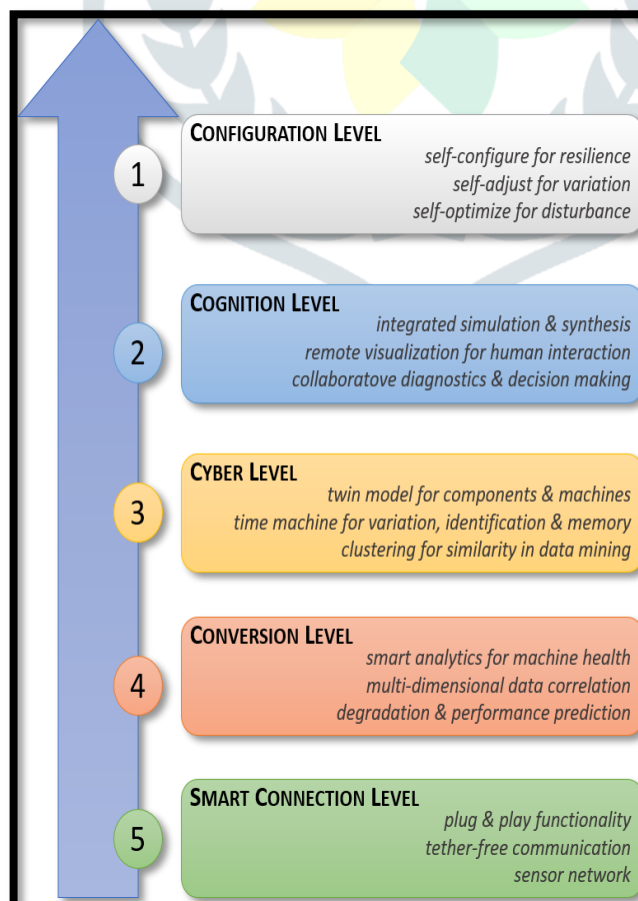 1
CONFIGURATION LEVEL
self-configure for resilience
self-adjust for variation
self-optimize for disturbance
2
COGNITION LEVEL
integrated simulation & synthesis
remote visualization for human interaction
collaboratove diagnostics & decision making
3
CYBER LEVEL
twin model for components & machines
time machine for variation, identification & memory
clustering for similarity in data mining
4
CONVERSION LEVEL
smart analytics for machine health
multi-dimensional data correlation
degradation & performance prediction
5
SMART CONNECTION LEVEL
plug & play functionality
tether-free communication
sensor network